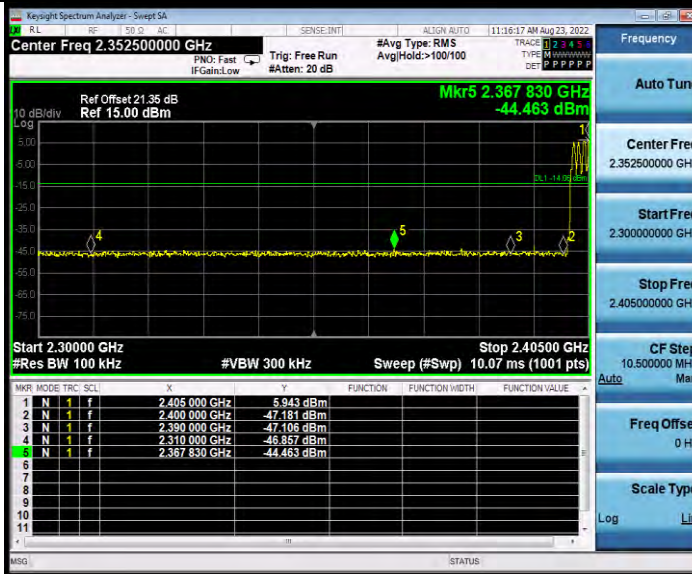 Keysight Spectrum Analyzer - Swept SA
RL RF 50 Ω AC SENSE:INT ALIGN AUTO 11:16:17 AM Aug 23, 2022
Center Freq 2.352500000 GHz
PNO: Fast
IFGain:Low
Trig: Free Run
#Atten: 20 dB
#Avg Type: RMS
Avg|Hold:>100/100
TRACE 1 2 3 4 5 6
TYPE M
DET P P P P P P
Ref Offset 21.35 dB
Ref 15.00 dBm
10 dB/div
Log
Mkr5 2.367 830 GHz
-44.463 dBm
5.00
-5.00
-15.0
-25.0
-35.0
-45.0
-55.0
-65.0
-75.0
1
DL1 -14.06 dBm
4
5
3
2
Start 2.30000 GHz
Stop 2.40500 GHz
#Res BW 100 kHz
#VBW 300 kHz
Sweep (#Swp) 10.07 ms (1001 pts)
MKR MODE TRC SCL X Y FUNCTION FUNCTION WIDTH FUNCTION VALUE
1 N 1 f 2.405 000 GHz 5.943 dBm
2 N 1 f 2.400 000 GHz -47.181 dBm
3 N 1 f 2.390 000 GHz -47.106 dBm
4 N 1 f 2.310 000 GHz -46.857 dBm
5 N 1 f 2.367 830 GHz -44.463 dBm
6
7
8
9
10
11
MSG
STATUS
Frequency
Auto Tun
Center Fre
2.352500000 GH
Start Fre
2.300000000 GH
Stop Fre
2.405000000 GH
CF Step
10.500000 MH
Auto Ma
Freq Offse
0 H
Scale Type
Log Li